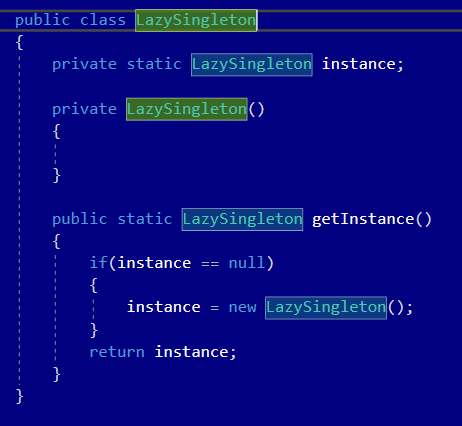 public class LazySingleton
{
    private static LazySingleton instance;
    private LazySingleton()
    {
    }
    public static LazySingleton getInstance()
    {
        if(instance == null)
        {
            instance = new LazySingleton();
        }
        return instance;
    }
}